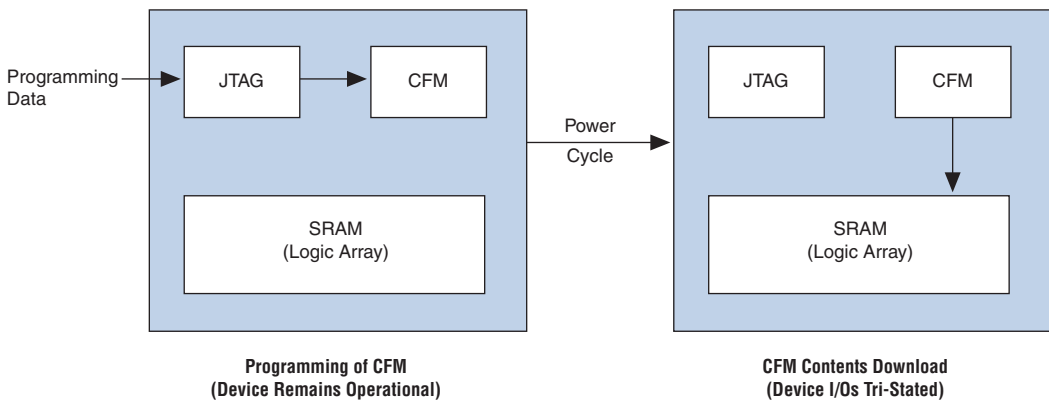 Programming
Data
JTAG
CFM
SRAM
(Logic Array)
Programming of CFM
(Device Remains Operational)
Power
Cycle
JTAG
CFM
SRAM
(Logic Array)
CFM Contents Download
(Device I/Os Tri-Stated)